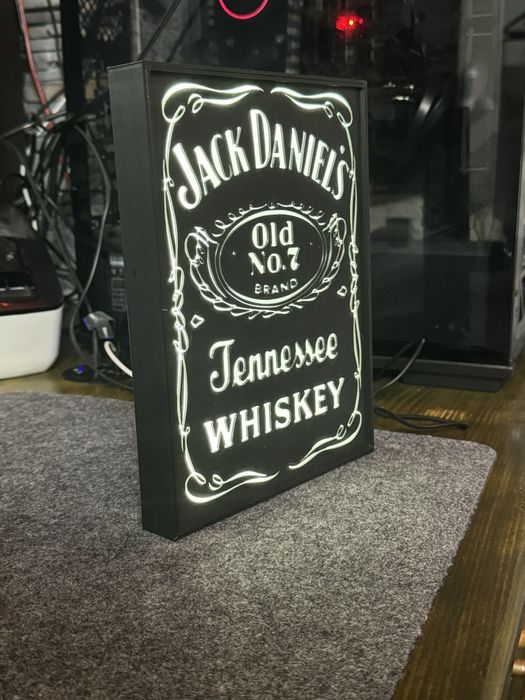 JACK DANIEL'S
Old
No.7
BRAND
Tennessee
WHISKEY